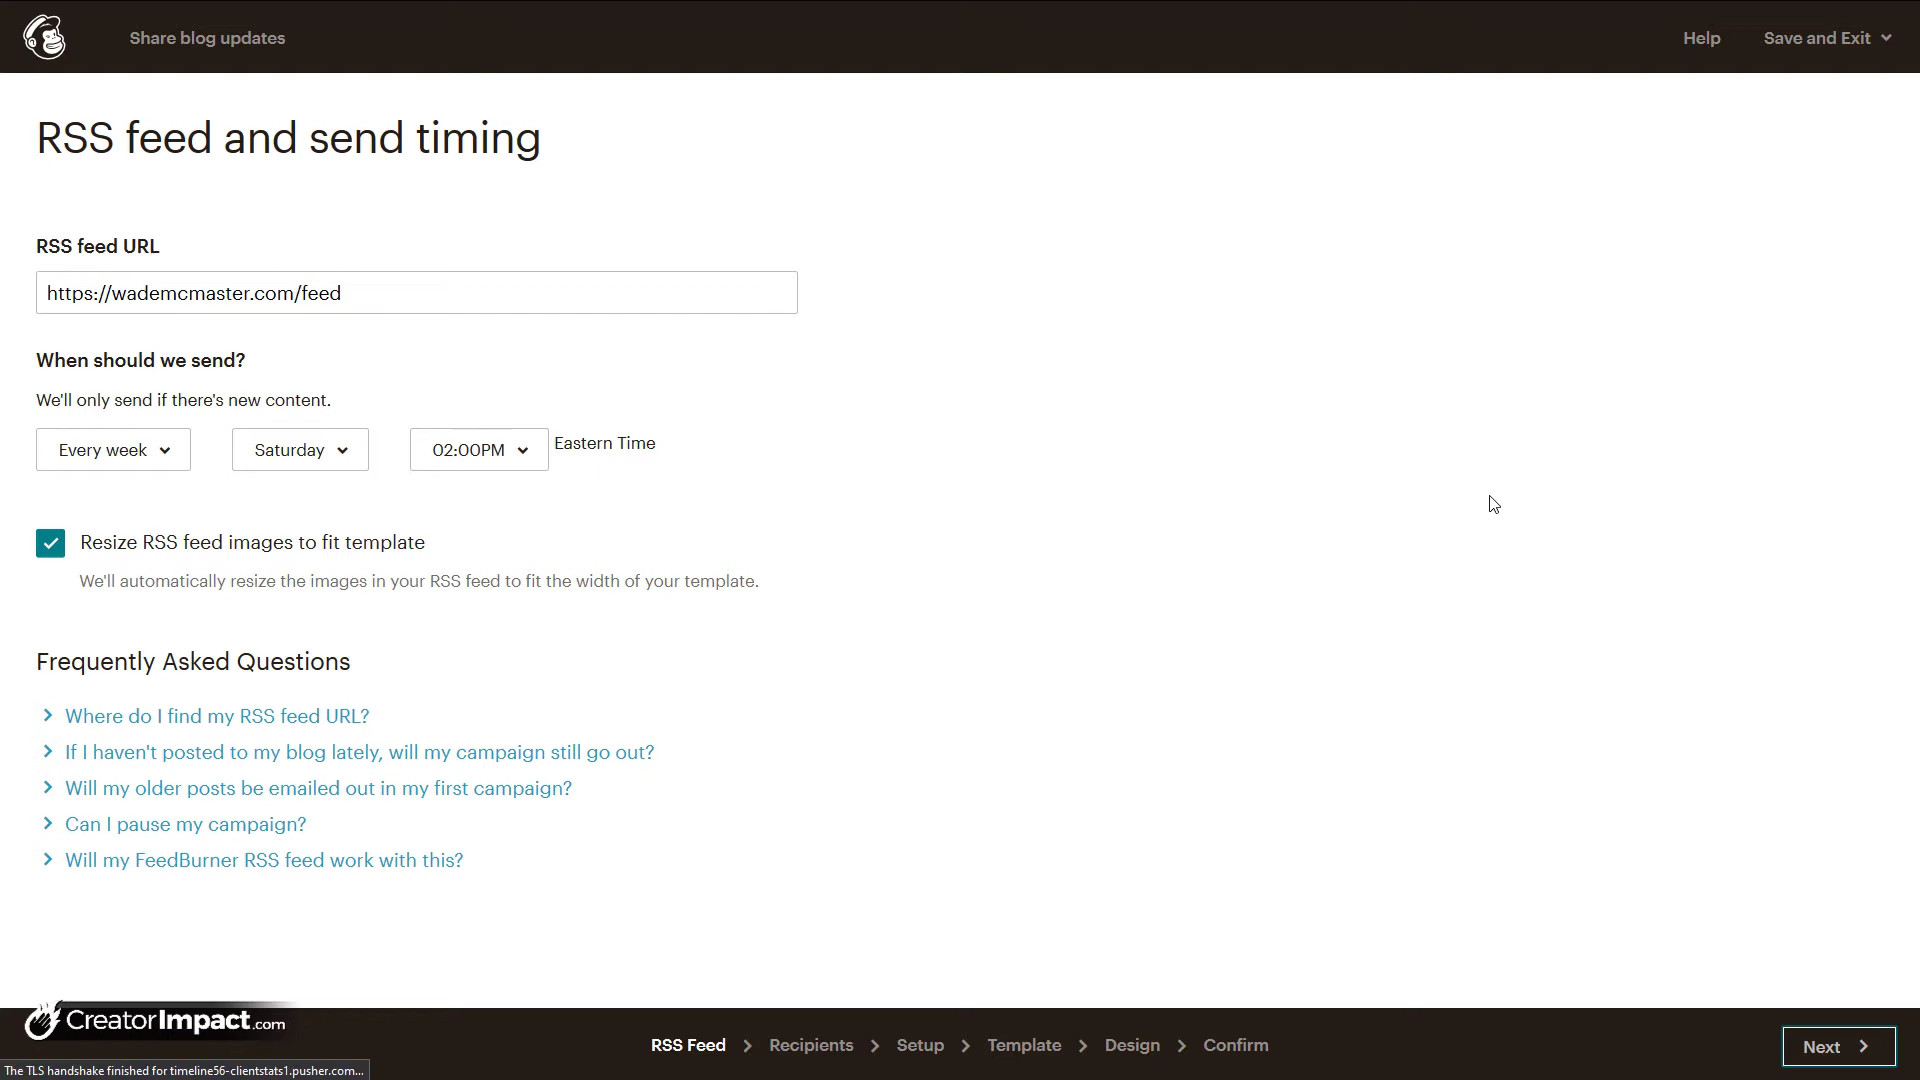 Share blog updates
Help
Save and Exit
RSS feed and send timing
RSS feed URL
https://wademcmaster.com/feed
When should we send?
We'll only send if there's new content.
Every week
Saturday
02:00PM
Eastern Time
Resize RSS feed images to fit template
We'll automatically resize the images in your RSS feed to fit the width of your template.
Frequently Asked Questions
Where do I find my RSS feed URL?
If I haven't posted to my blog lately, will my campaign still go out?
Will my older posts be emailed out in my first campaign?
Can I pause my campaign?
Will my FeedBurner RSS feed work with this?
CreatorImpact.com
RSS Feed
Recipients
Setup
Template
Design
Confirm
Next
The TLS handshake finished for timeline56-clientstats1.pusher.com...